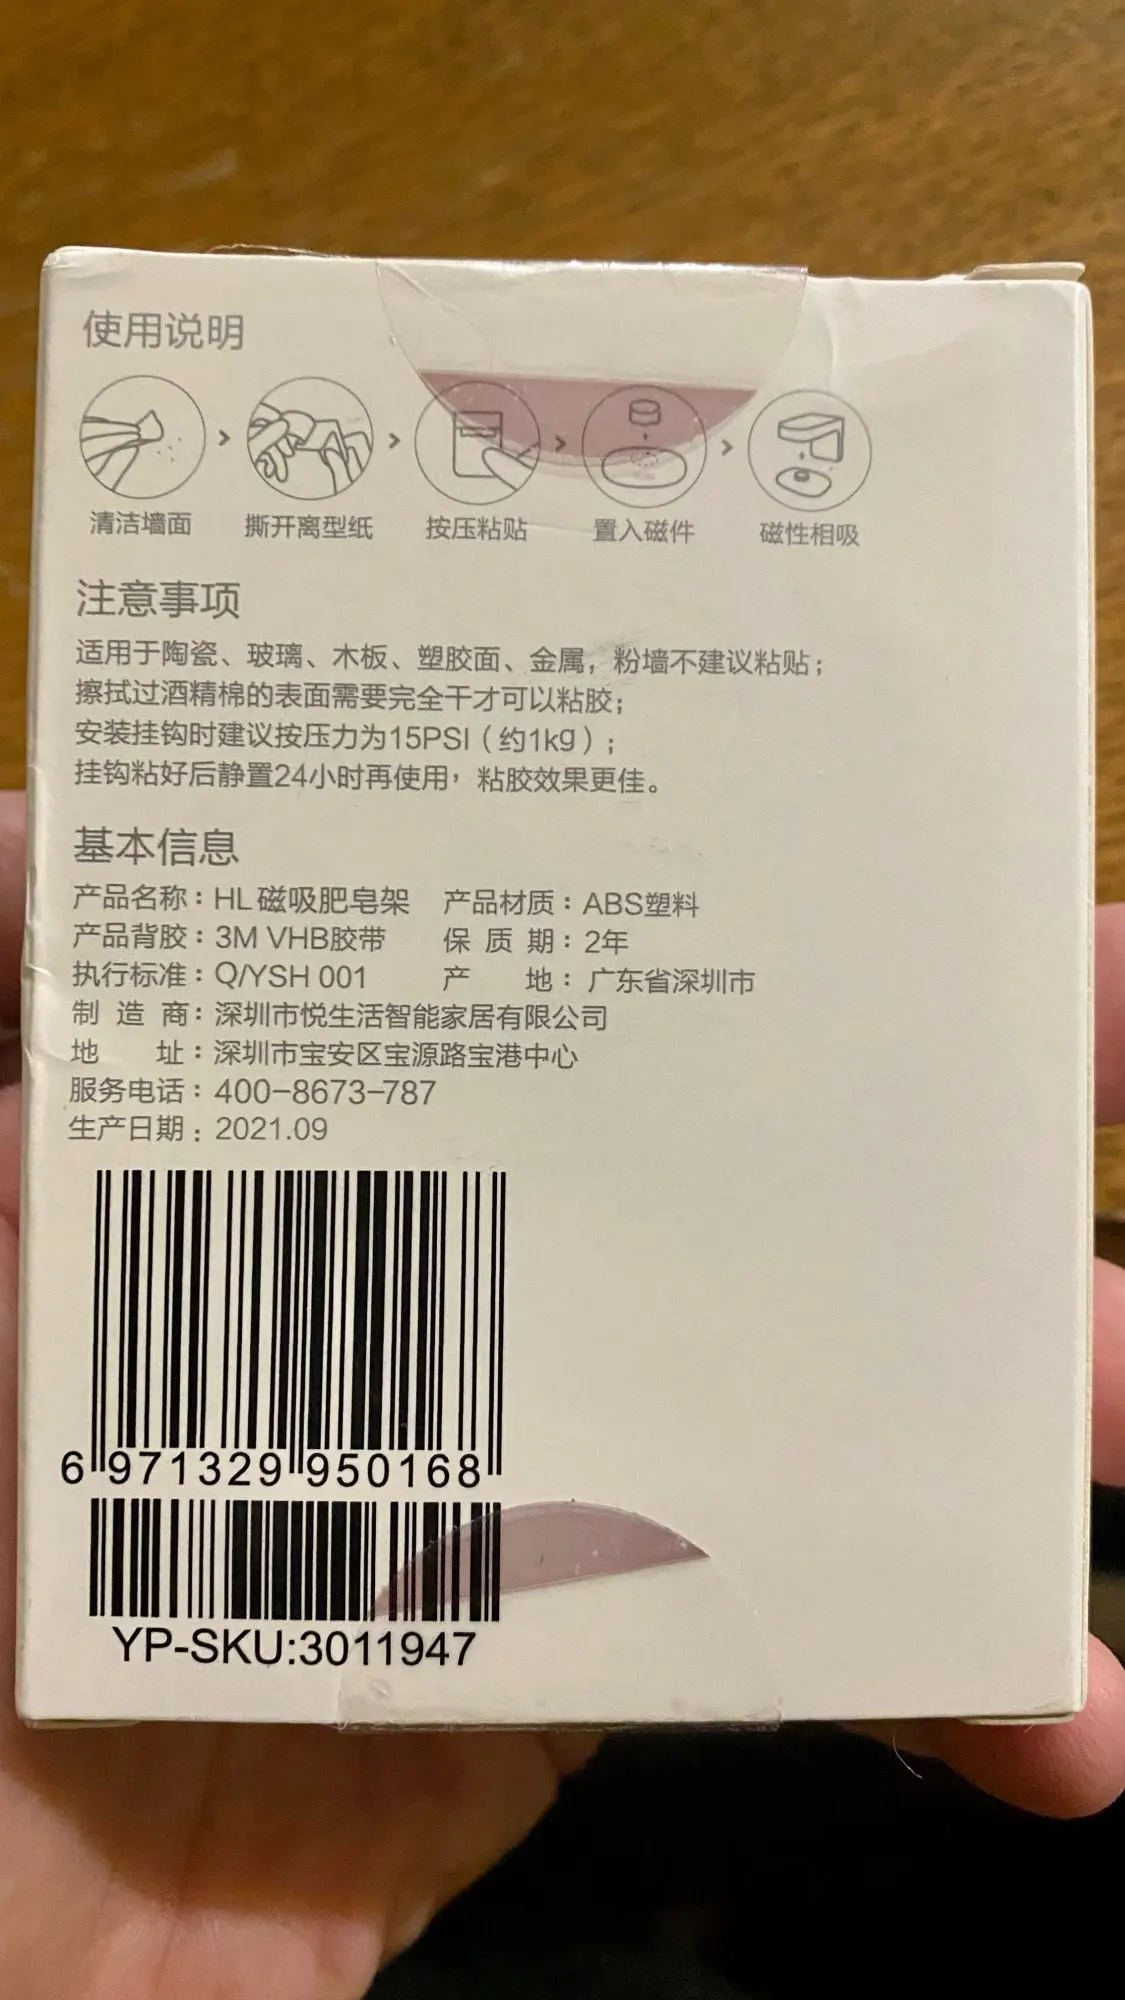 使用说明
清洁墙面 > 撕开离型纸 > 按压粘贴 > 置入磁件 > 磁性相吸
注意事项
适用于陶瓷、玻璃、木板、塑胶面、金属，粉墙不建议粘贴；
擦拭过酒精棉的表面需要完全干才可以粘胶；
安装挂钩时建议按压力为15PSI（约1kg）；
挂钩粘好后静置24小时再使用，粘胶效果更佳。
基本信息
产品名称：HL磁吸肥皂架 产品材质：ABS塑料
产品背胶：3M VHB胶带 保质期：2年
执行标准：Q/YSH 001 产地：广东省深圳市
制造商：深圳市悦生活智能家居有限公司
地址：深圳市宝安区宝源路宝港中心
服务电话：400-8673-787
生产日期：2021.09
6 971329 950168
YP-SKU:3011947